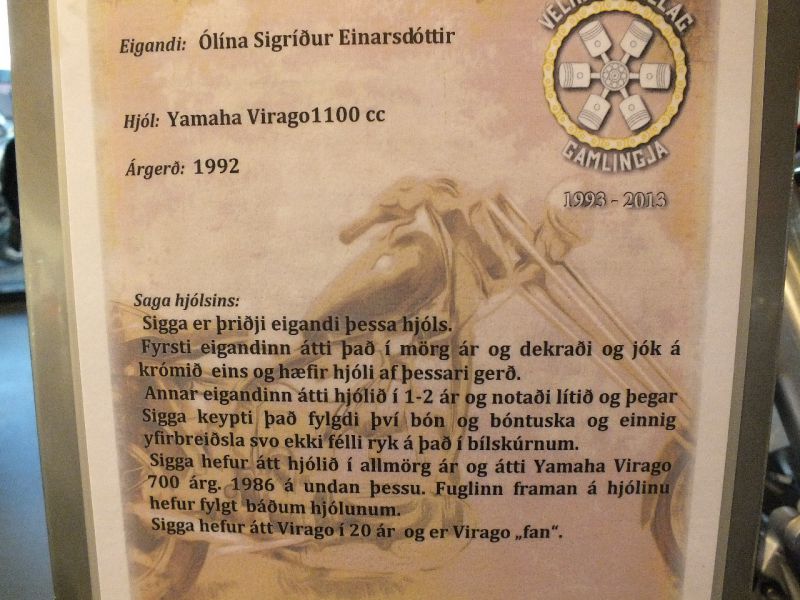 Eigandi: Ólína Sigríður Einarsdóttir
GAMLINGJA
Hjól: Yamaha Virago1100 cc
Árgerð: 1992
1993 - 2013
Saga hjólsins:
Sigga er þriðji eigandi þessa hjóls.
Fyrsti eigandinn átti það í mörg ár og dekraði og jók á
krómið eins og hæfir hjóli af þessari gerð.
Annar eigandinn átti hjólið í 1-2 ár og notaði lítið og þegar
Sigga keypti það fylgdi því bón og bóntuska og einnig
yfirbreiðsla svo ekki félli ryk á það í bílskúrnum.
Sigga hefur átt hjólið í allmörg ár og átti Yamaha Virago
700 árg. 1986 á undan þessu. Fuglinn framan á hjólinu
hefur fylgt báðum hjólunum.
Sigga hefur átt Virago í 20 ár og er Virago „fan“.